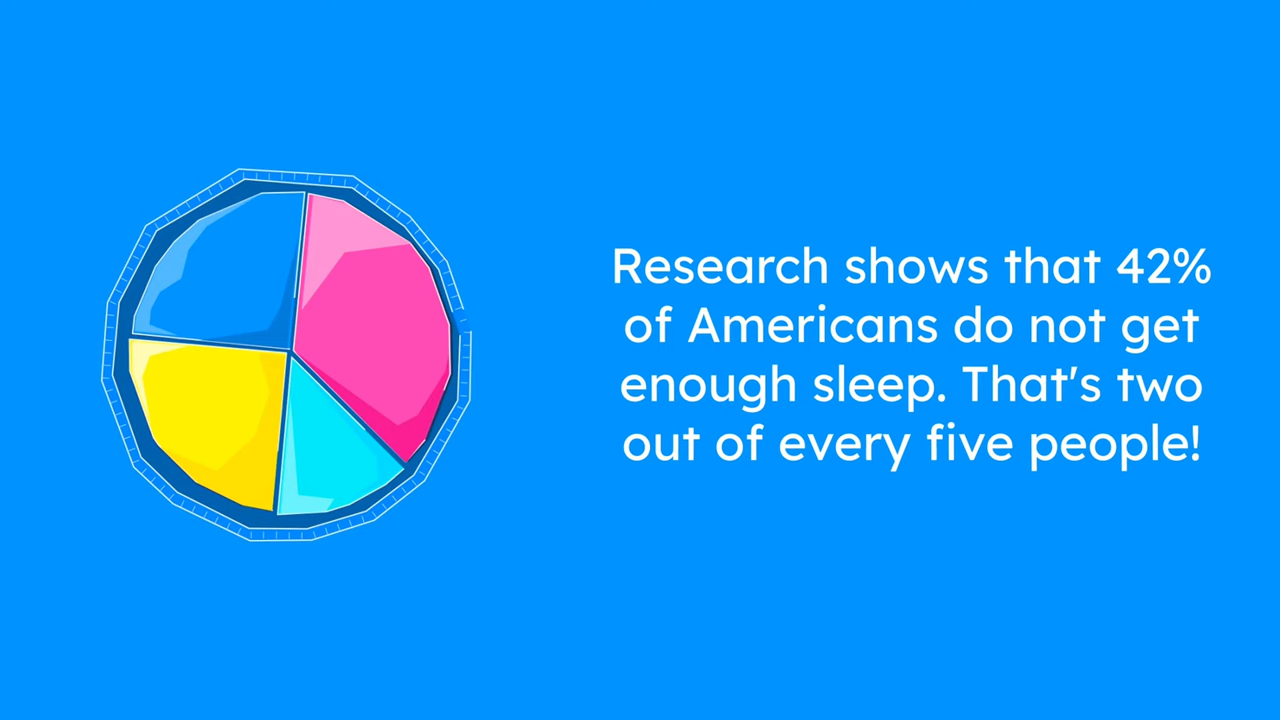 Research shows that 42%
of Americans do not get
enough sleep. That's two
out of every five people!